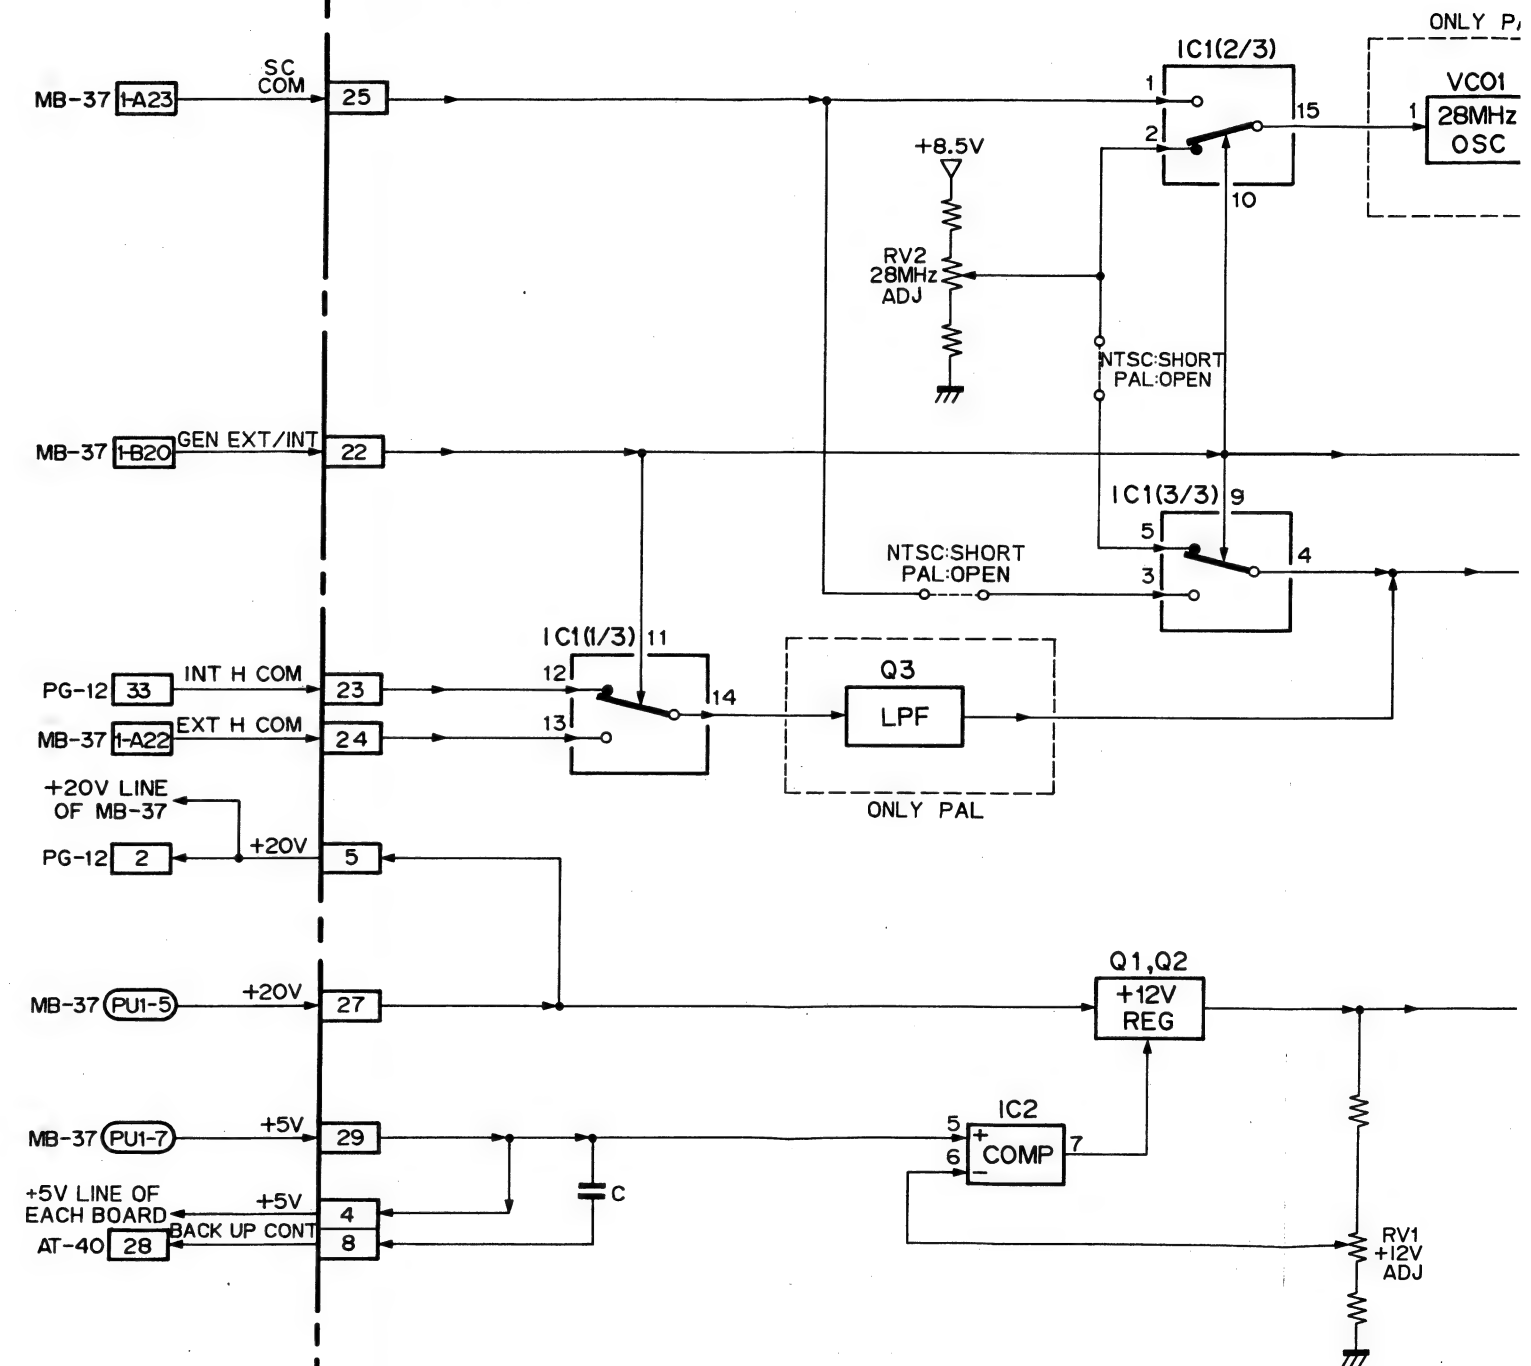 ONLY P
IC1(2/3)
SC
COM
MB-37 1-A23
25
1
2
15
10
VCO1
1
28MHz
OSC
+8.5V
RV2
28MHz
ADJ
NTSC:SHORT
PAL:OPEN
MB-37 1-B20
GEN EXT/INT
22
IC1(3/3) 9
5
3
4
NTSC:SHORT
PAL:OPEN
IC1(1/3) 11
PG-12 33
INT H COM
23
12
14
MB-37 1-A22
EXT H COM
24
13
Q3
LPF
ONLY PAL
+20V LINE
OF MB-37
PG-12 2
+20V
5
MB-37 PU1-5
+20V
27
Q1,Q2
+12V
REG
MB-37 PU1-7
+5V
29
IC2
5
+
COMP
7
6
−
C
+5V LINE OF
EACH BOARD
+5V
4
AT-40 28
BACK UP CONT
8
RV1
+12V
ADJ